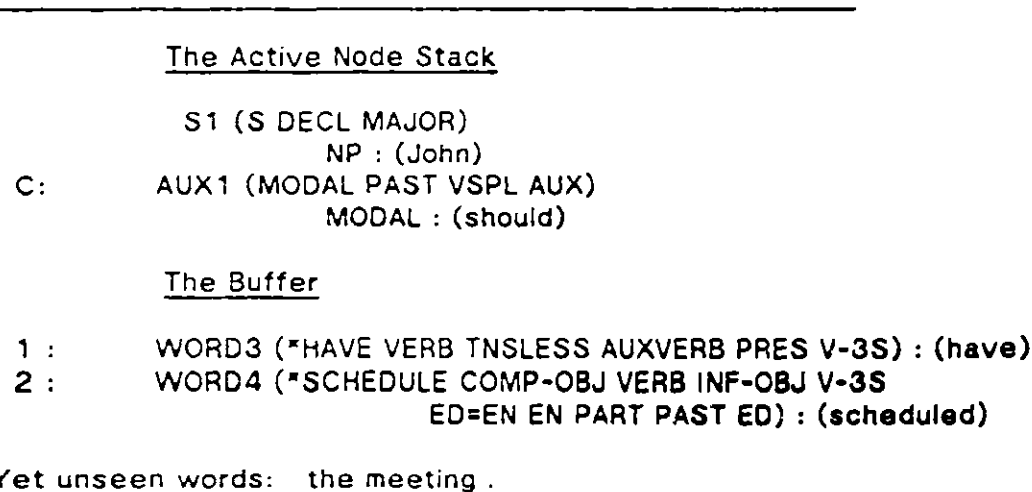 The Active Node Stack
S1 (S DECL MAJOR)
NP : (John)
C: AUX1 (MODAL PAST VSPL AUX)
MODAL : (should)
The Buffer
1 : WORD3 (*HAVE VERB TNSLESS AUXVERB PRES V-3S) : (have)
2 : WORD4 (*SCHEDULE COMP-OBJ VERB INF-OBJ V-3S
ED=EN EN PART PAST ED) : (scheduled)
Yet unseen words: the meeting .